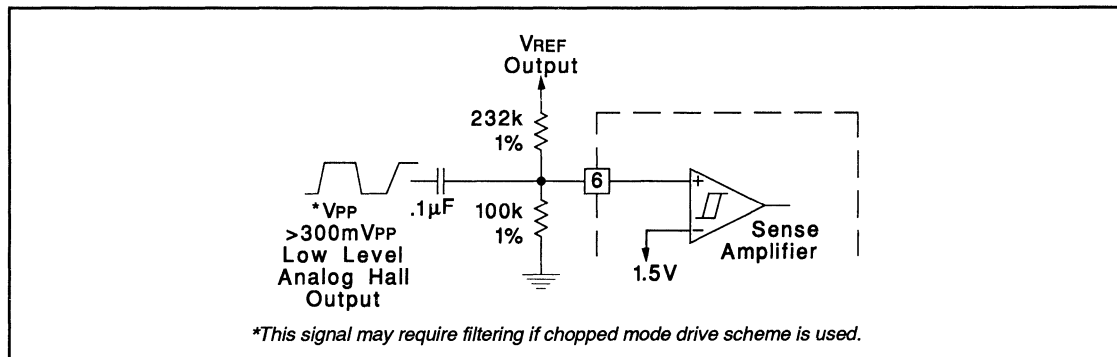 VREF
Output
232k
1%
6
+
*VPP
>300mVPP
Low Level
Analog Hall
Output
.1µF
100k
1%
−
1.5V
Sense
Amplifier
*This signal may require filtering if chopped mode drive scheme is used.